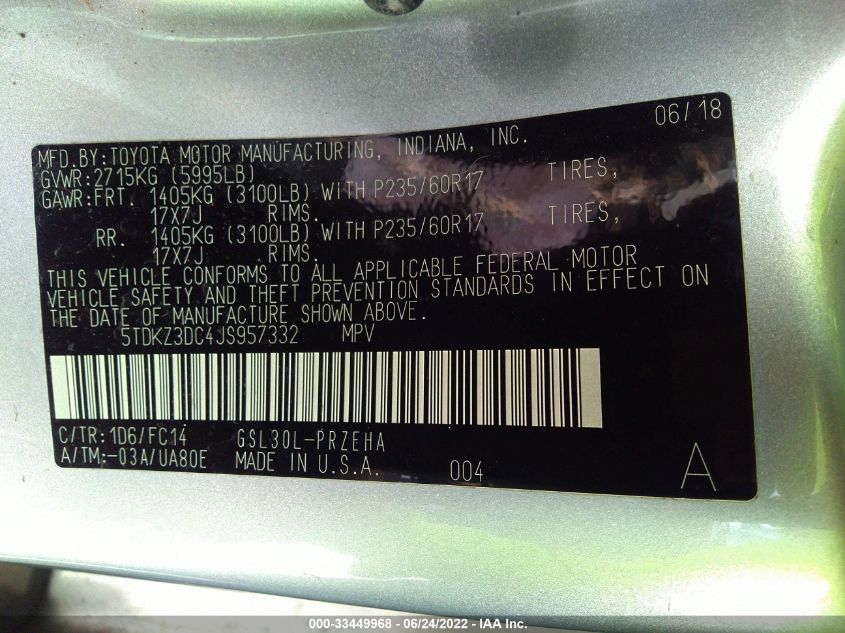 06/18
MFD.BY:TOYOTA MOTOR MANUFACTURING, INDIANA, INC.
GVWR:2715KG (5995LB)
GAWR:FRT. 1405KG (3100LB) WITH P235/60R17 TIRES,
17X7J RIMS.
RR. 1405KG (3100LB) WITH P235/60R17 TIRES,
17X7J RIMS.
THIS VEHICLE CONFORMS TO ALL APPLICABLE FEDERAL MOTOR
VEHICLE SAFETY AND THEFT PREVENTION STANDARDS IN EFFECT ON
THE DATE OF MANUFACTURE SHOWN ABOVE.
5TDKZ3DC4JS957332 MPV
C/TR:1D6/FC14 GSL30L-PRZEHA
A/TM:-03A/UA80E MADE IN U.S.A. 004 A
000-33449968 - 06/24/2022 - IAA Inc.